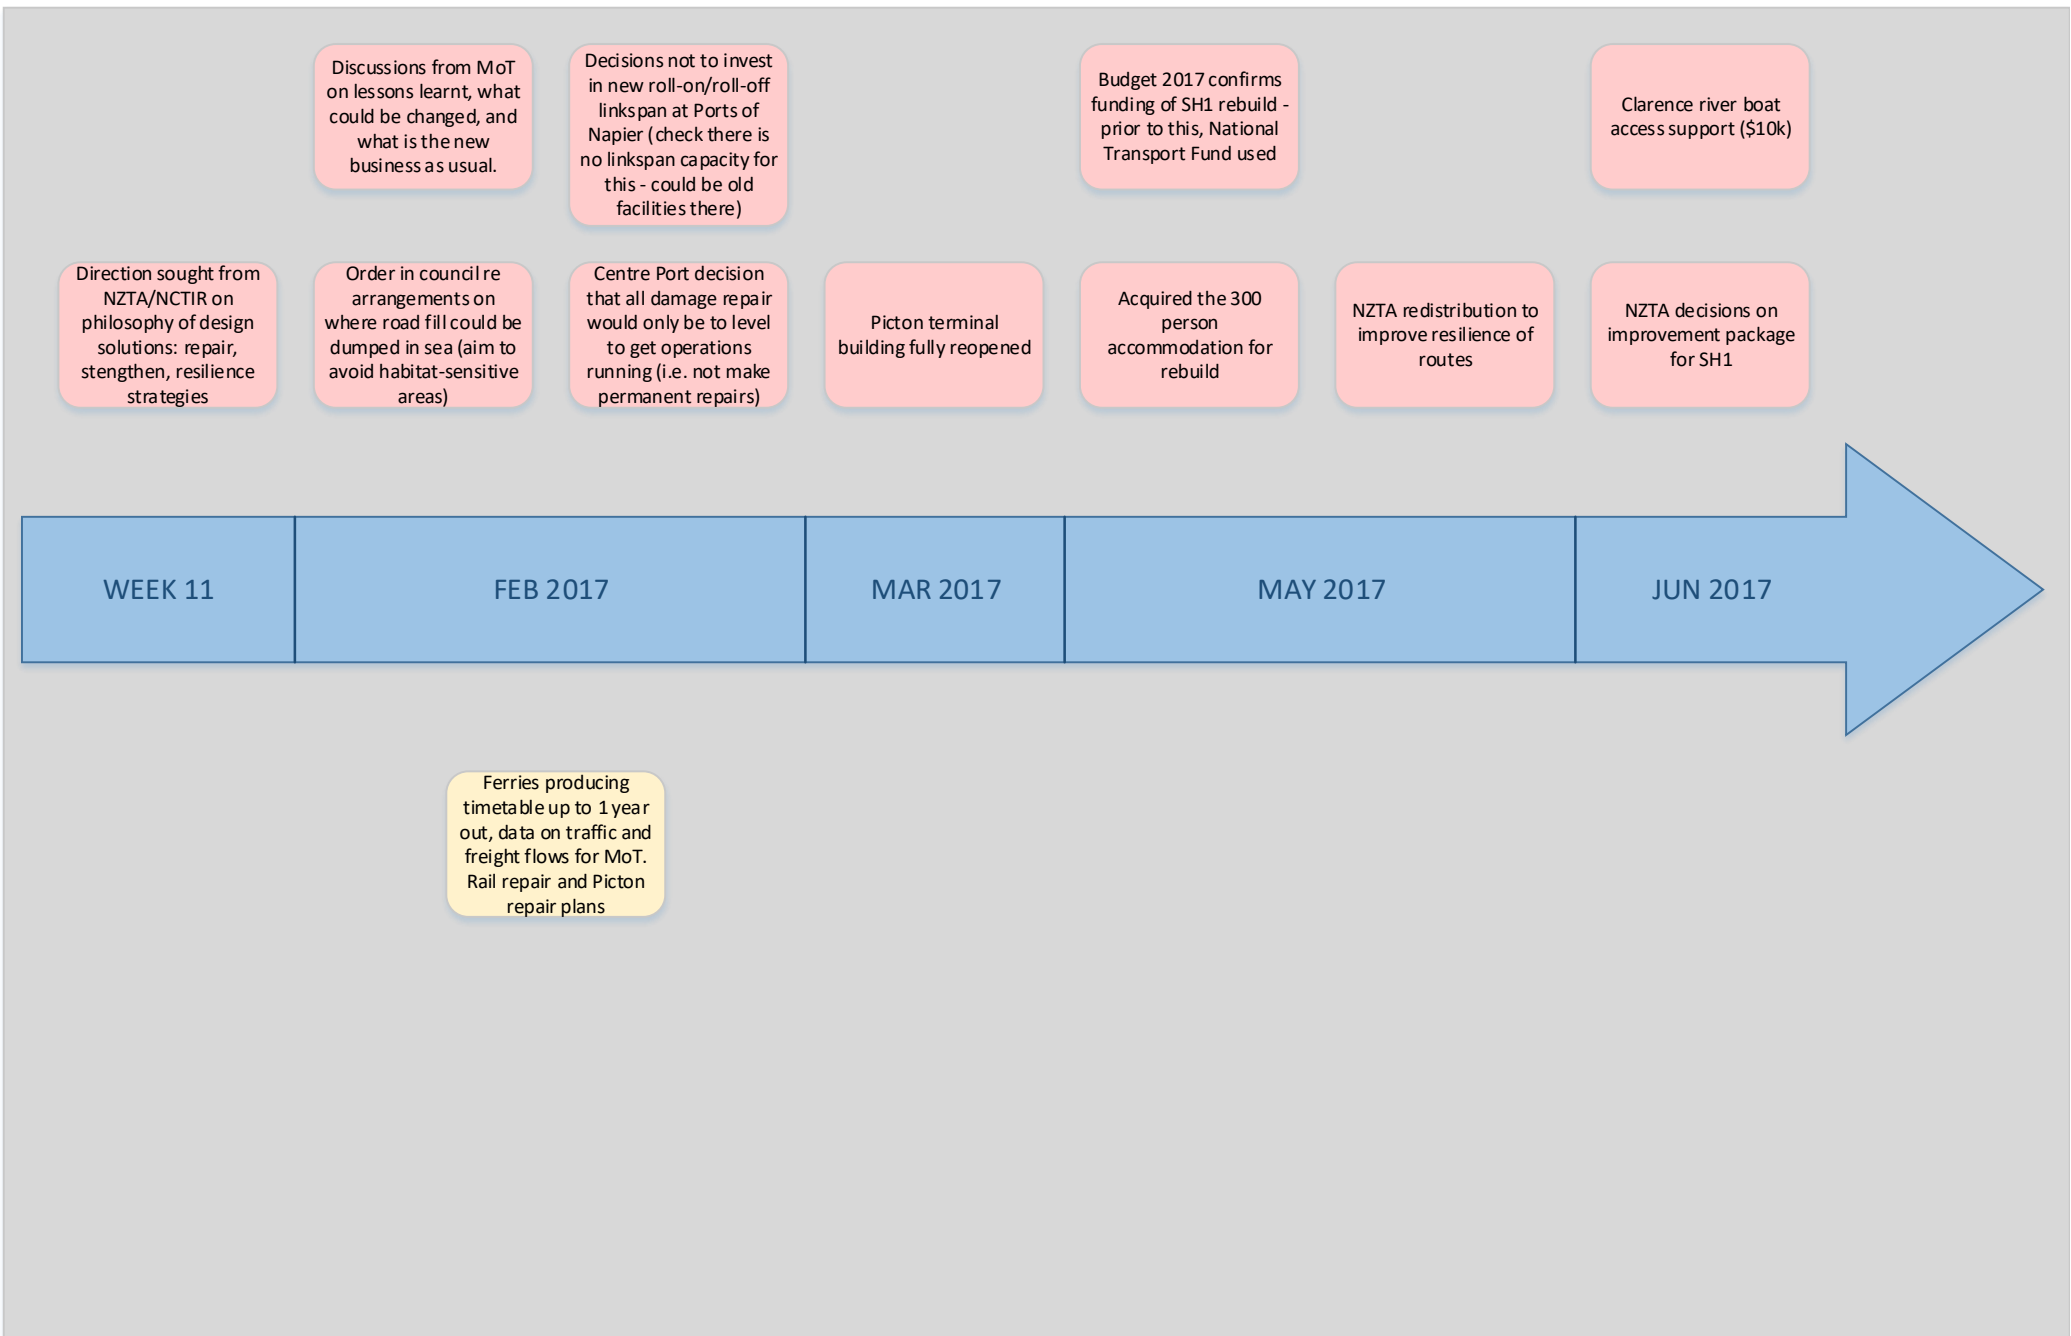 Discussions from MoT
on lessons learnt, what
could be changed, and
what is the new
business as usual.
Decisions not to invest
in new roll-on/roll-off
linkspan at Ports of
Napier (check there is
no linkspan capacity for
this - could be old
facilities there)
Budget 2017 confirms
funding of SH1 rebuild -
prior to this, National
Transport Fund used
Clarence river boat
access support ($10k)
Direction sought from
NZTA/NCTIR on
philosophy of design
solutions: repair,
stengthen, resilience
strategies
Order in council re
arrangements on
where road fill could be
dumped in sea (aim to
avoid habitat-sensitive
areas)
Centre Port decision
that all damage repair
would only be to level
to get operations
running (i.e. not make
permanent repairs)
Picton terminal
building fully reopened
Acquired the 300
person
accommodation for
rebuild
NZTA redistribution to
improve resilience of
routes
NZTA decisions on
improvement package
for SH1
WEEK 11
FEB 2017
MAR 2017
MAY 2017
JUN 2017
Ferries producing
timetable up to 1 year
out, data on traffic and
freight flows for MoT.
Rail repair and Picton
repair plans